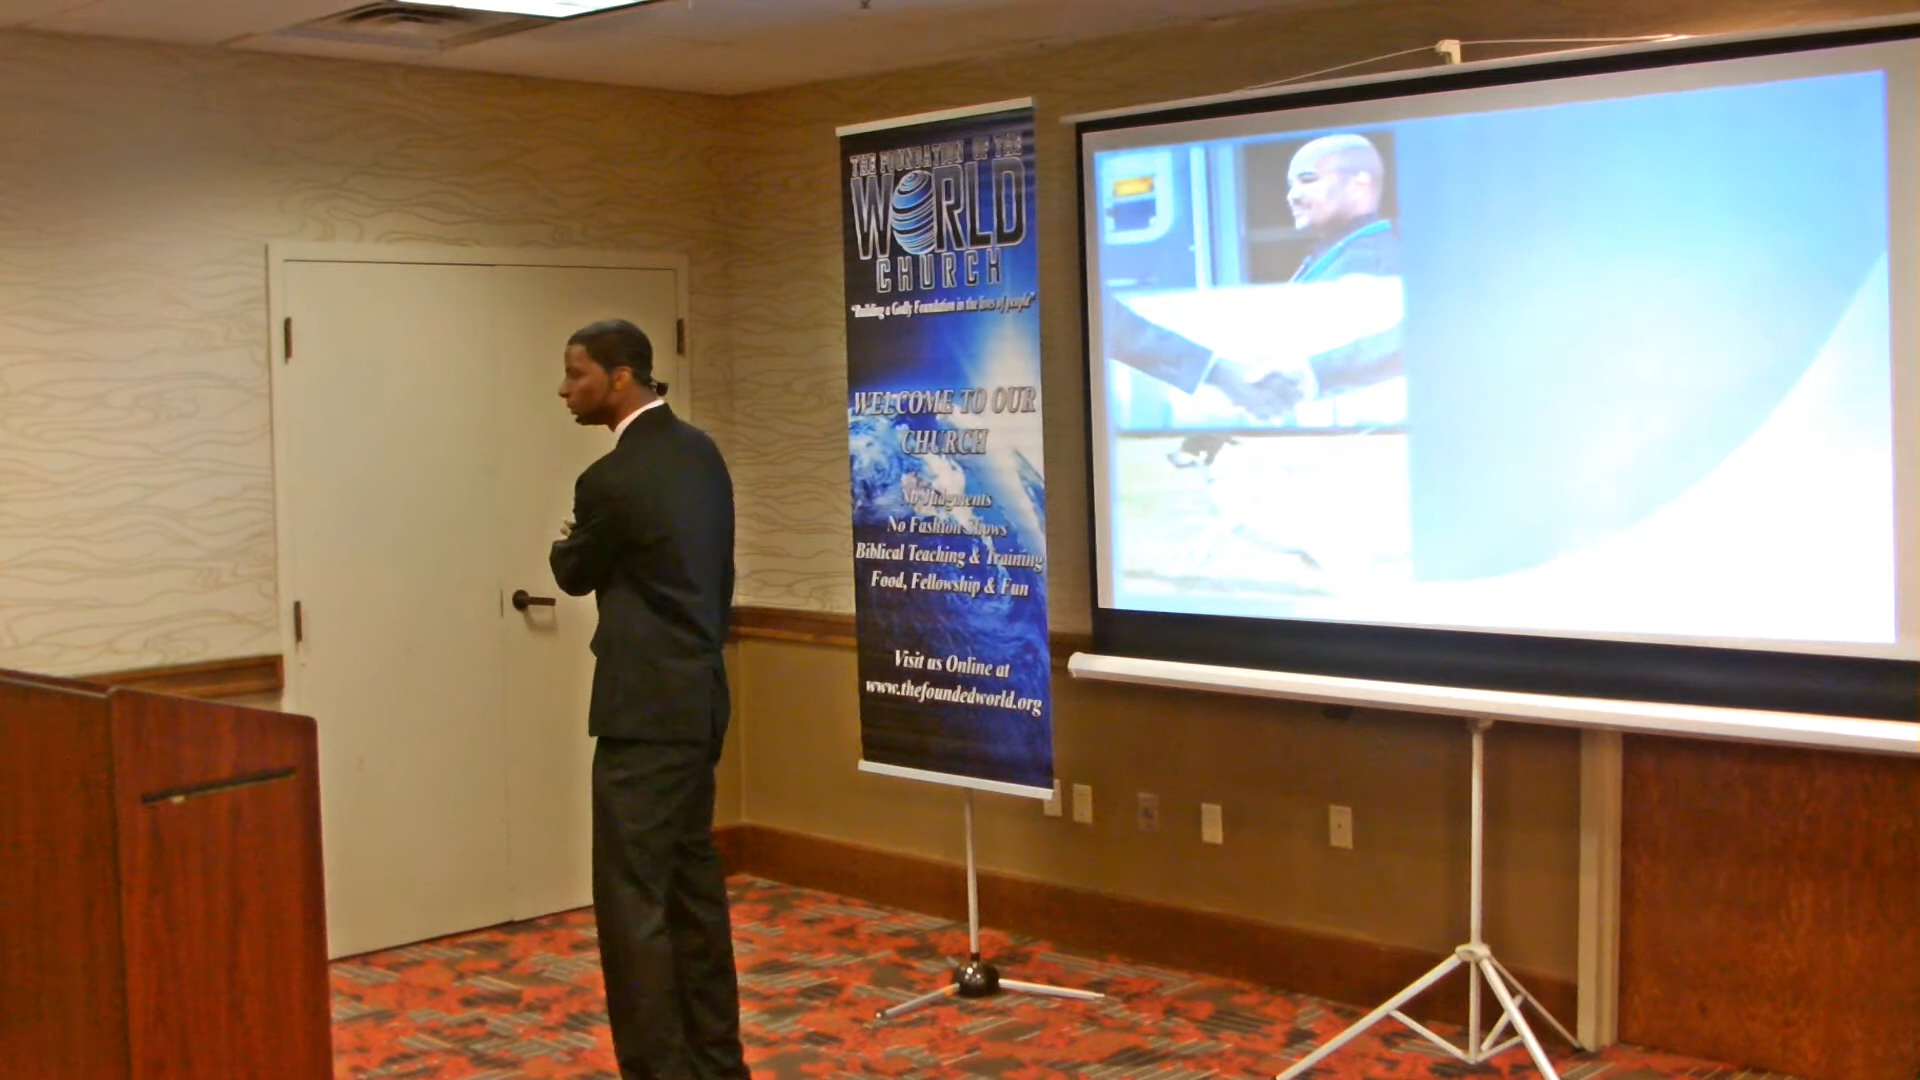 THE FOUNDATION OF THE
WORLD
CHURCH
"Building a Godly Foundation in the lives of people"
WELCOME TO OUR
CHURCH
No Judgments
No Fashion Shows
Biblical Teaching & Training
Food, Fellowship & Fun
Visit us Online at
www.thefoundedworld.org